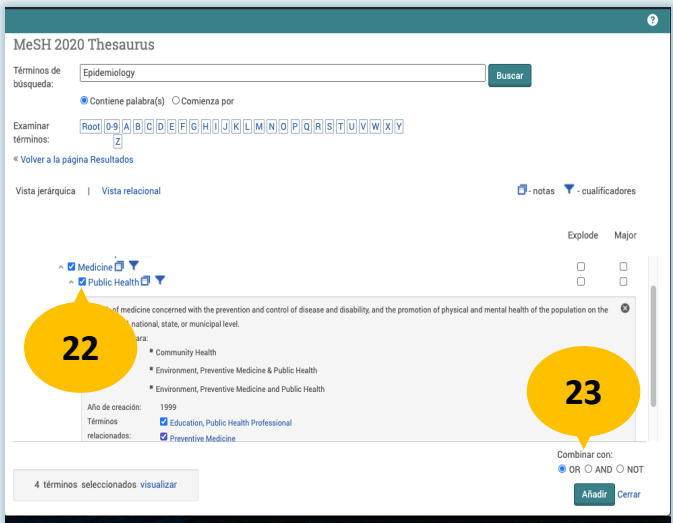 ?
MeSH 2020 Thesaurus
Términos de búsqueda:
Epidemiology
Buscar
Contiene palabra(s) Comienza por
Examinar términos:
Root 0-9 A B C D E F G H I J K L M N O P Q R S T U V W X Y
Z
« Volver a la página Resultados
Vista jerárquica | Vista relacional
- notas - cualificadores
Explode Major
Medicine
Public Health
of medicine concerned with the prevention and control of disease and disability, and the promotion of physical and mental health of the population on the
national, state, or municipal level.
22
Community Health
Environment, Preventive Medicine & Public Health
Environment, Preventive Medicine and Public Health
23
Año de creación: 1999
Términos relacionados:
Education, Public Health Professional
Preventive Medicine
Combinar con:
OR AND NOT
4 términos seleccionados visualizar
Añadir Cerrar